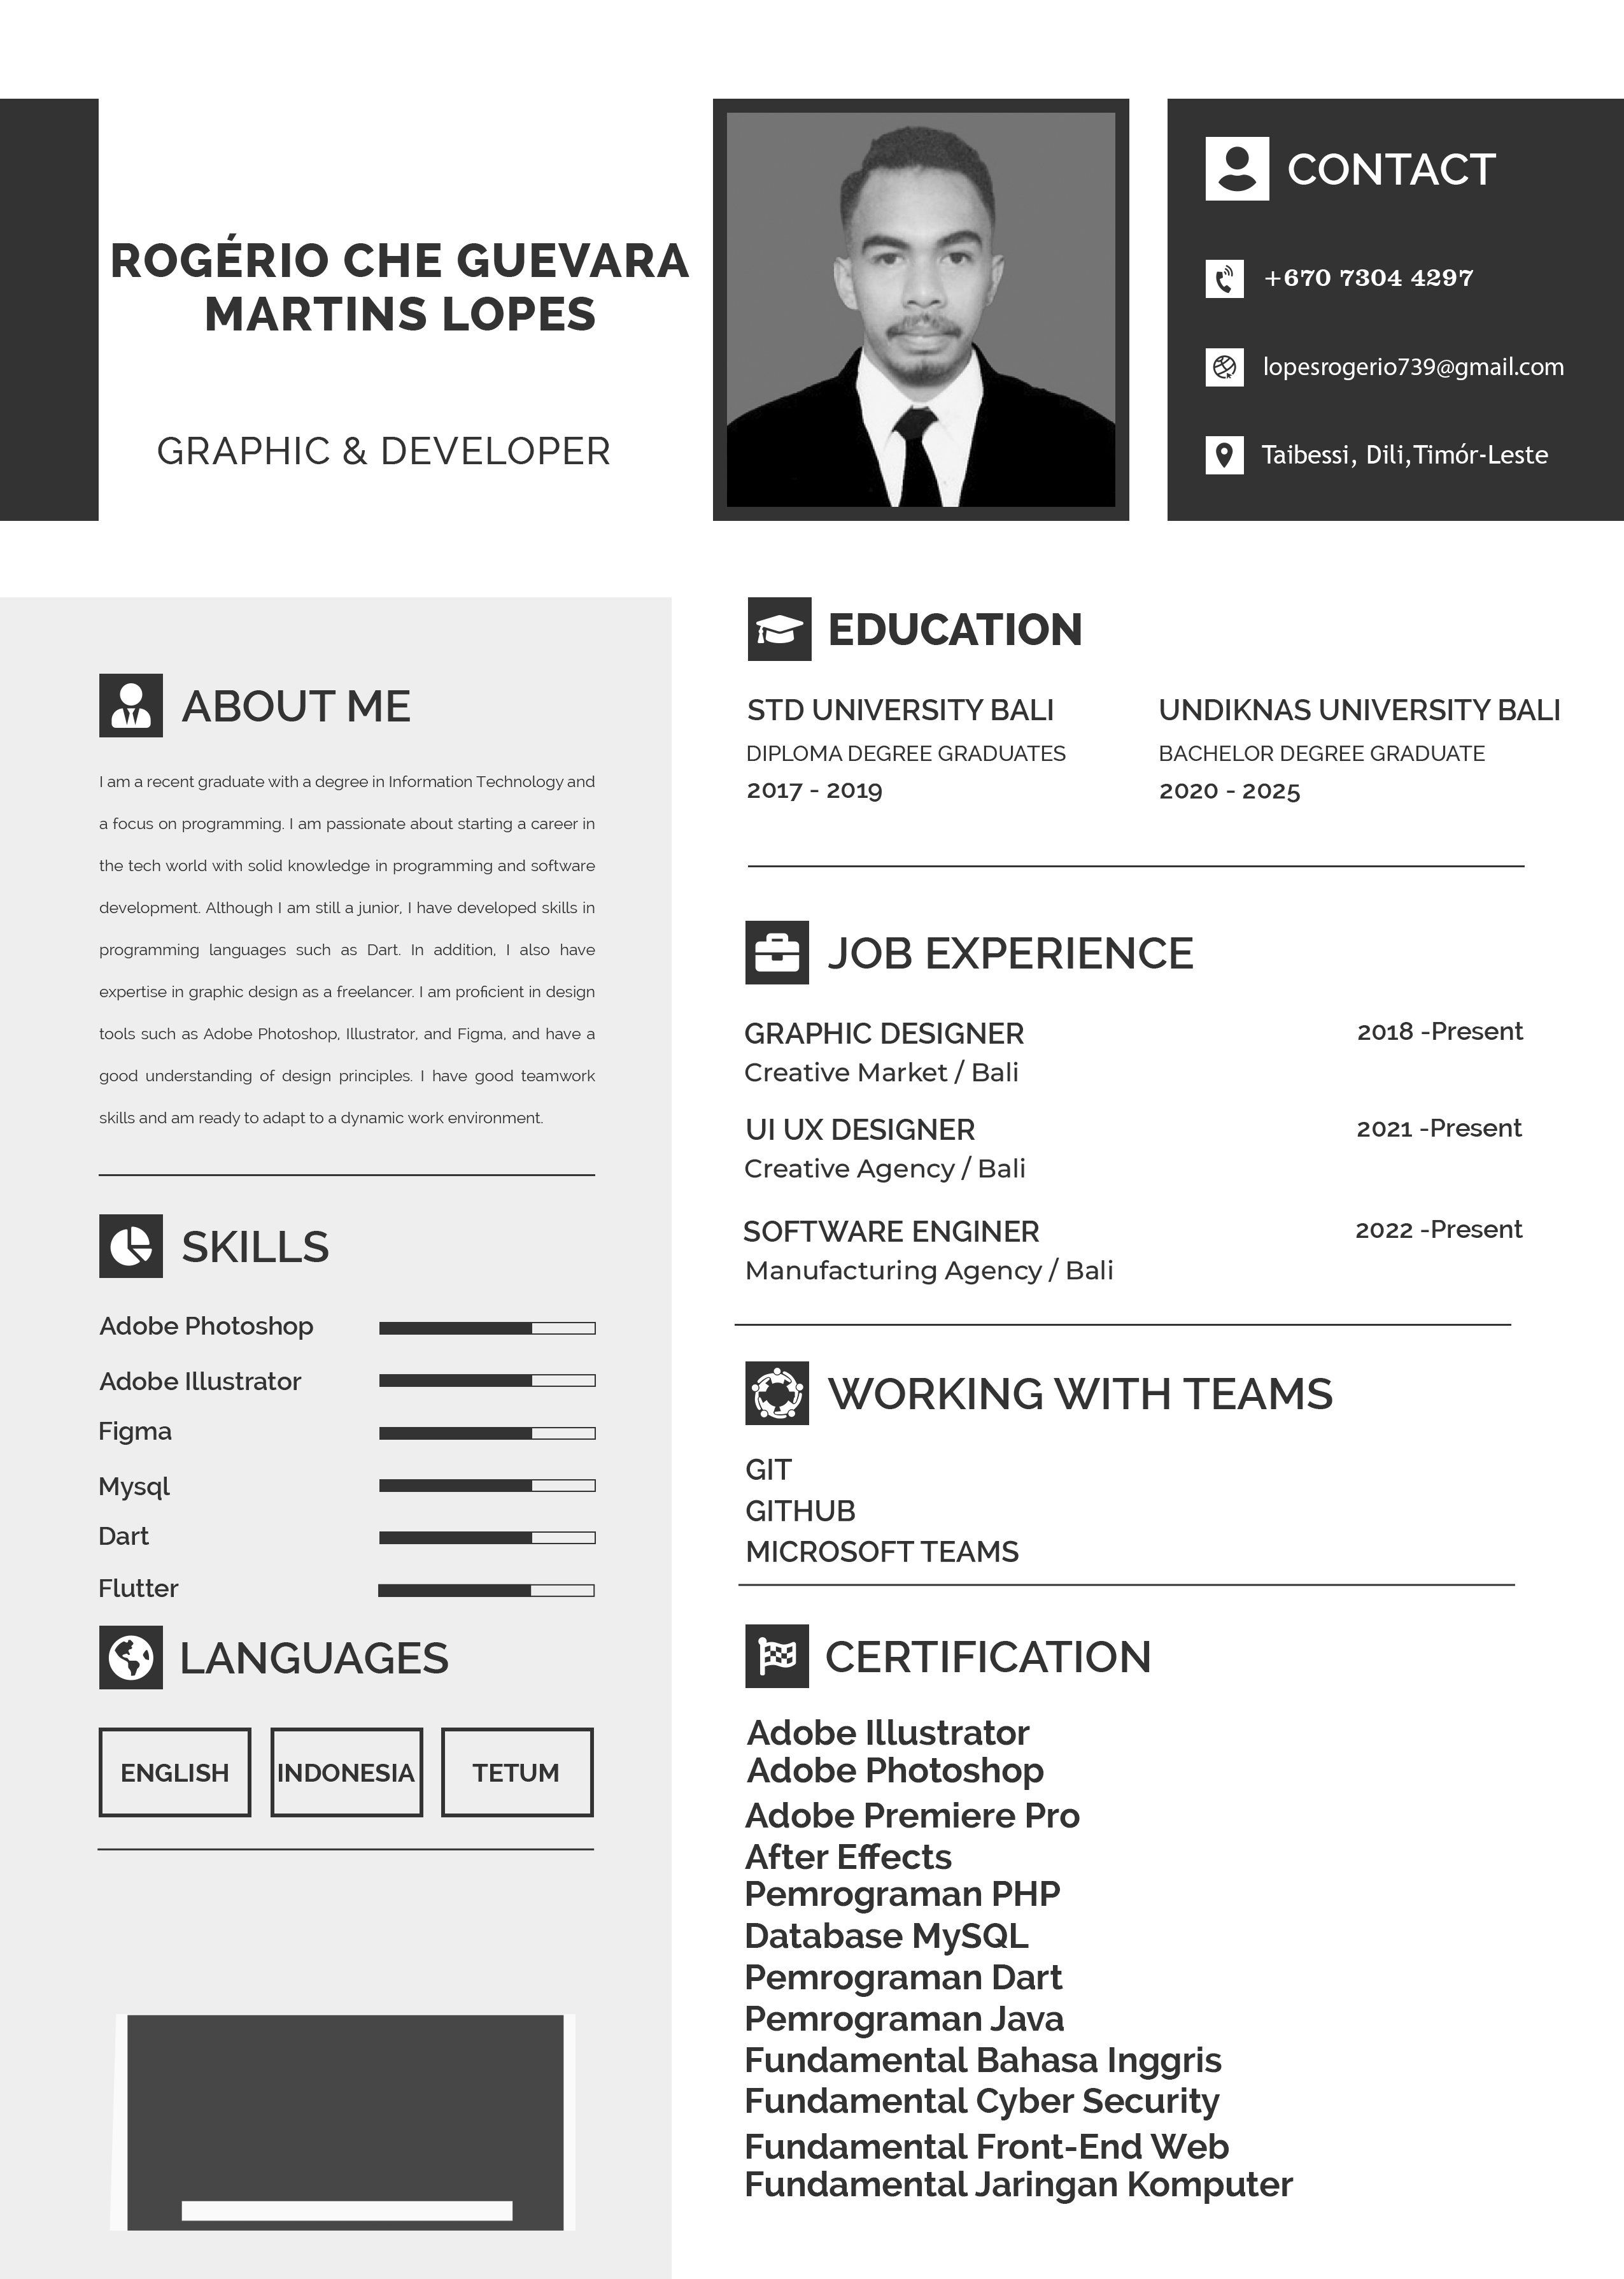 ROGÉRIO CHE GUEVARA
MARTINS LOPES
GRAPHIC & DEVELOPER
CONTACT
+670 7304 4297
lopesrogerio739@gmail.com
Taibessi, Dili,Timór-Leste
ABOUT ME
I am a recent graduate with a degree in Information Technology and
a focus on programming. I am passionate about starting a career in
the tech world with solid knowledge in programming and software
development. Although I am still a junior, I have developed skills in
programming languages such as Dart. In addition, I also have
expertise in graphic design as a freelancer. I am proficient in design
tools such as Adobe Photoshop, Illustrator, and Figma, and have a
good understanding of design principles. I have good teamwork
skills and am ready to adapt to a dynamic work environment.
SKILLS
Adobe Photoshop
Adobe Illustrator
Figma
Mysql
Dart
Flutter
LANGUAGES
ENGLISH
INDONESIA
TETUM
EDUCATION
STD UNIVERSITY BALI
DIPLOMA DEGREE GRADUATES
2017 - 2019
UNDIKNAS UNIVERSITY BALI
BACHELOR DEGREE GRADUATE
2020 - 2025
JOB EXPERIENCE
GRAPHIC DESIGNER 2018 -Present
Creative Market / Bali
UI UX DESIGNER 2021 -Present
Creative Agency / Bali
SOFTWARE ENGINER 2022 -Present
Manufacturing Agency / Bali
WORKING WITH TEAMS
GIT
GITHUB
MICROSOFT TEAMS
CERTIFICATION
Adobe Illustrator
Adobe Photoshop
Adobe Premiere Pro
After Effects
Pemrograman PHP
Database MySQL
Pemrograman Dart
Pemrograman Java
Fundamental Bahasa Inggris
Fundamental Cyber Security
Fundamental Front-End Web
Fundamental Jaringan Komputer